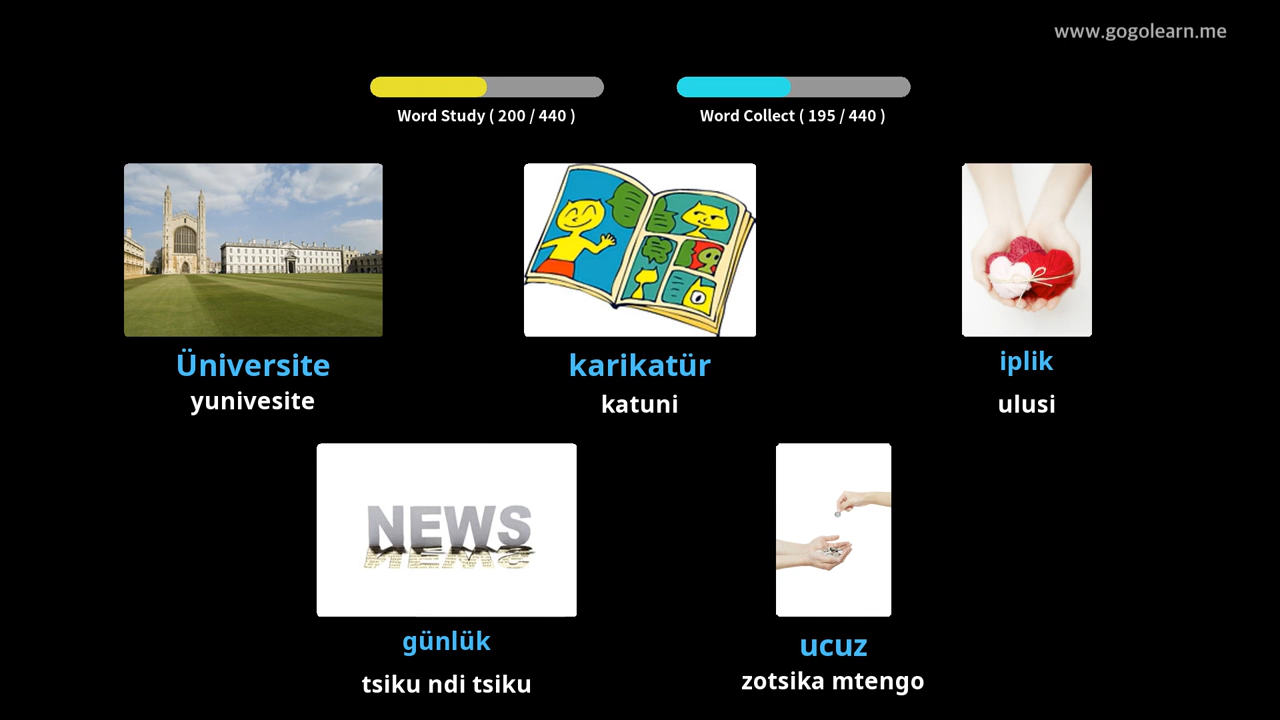 www.gogolearn.me
Word Study ( 200 / 440 )
Word Collect ( 195 / 440 )
Üniversite
yunivesite
karikatür
katuni
iplik
ulusi
NEWS
günlük
tsiku ndi tsiku
ucuz
zotsika mtengo